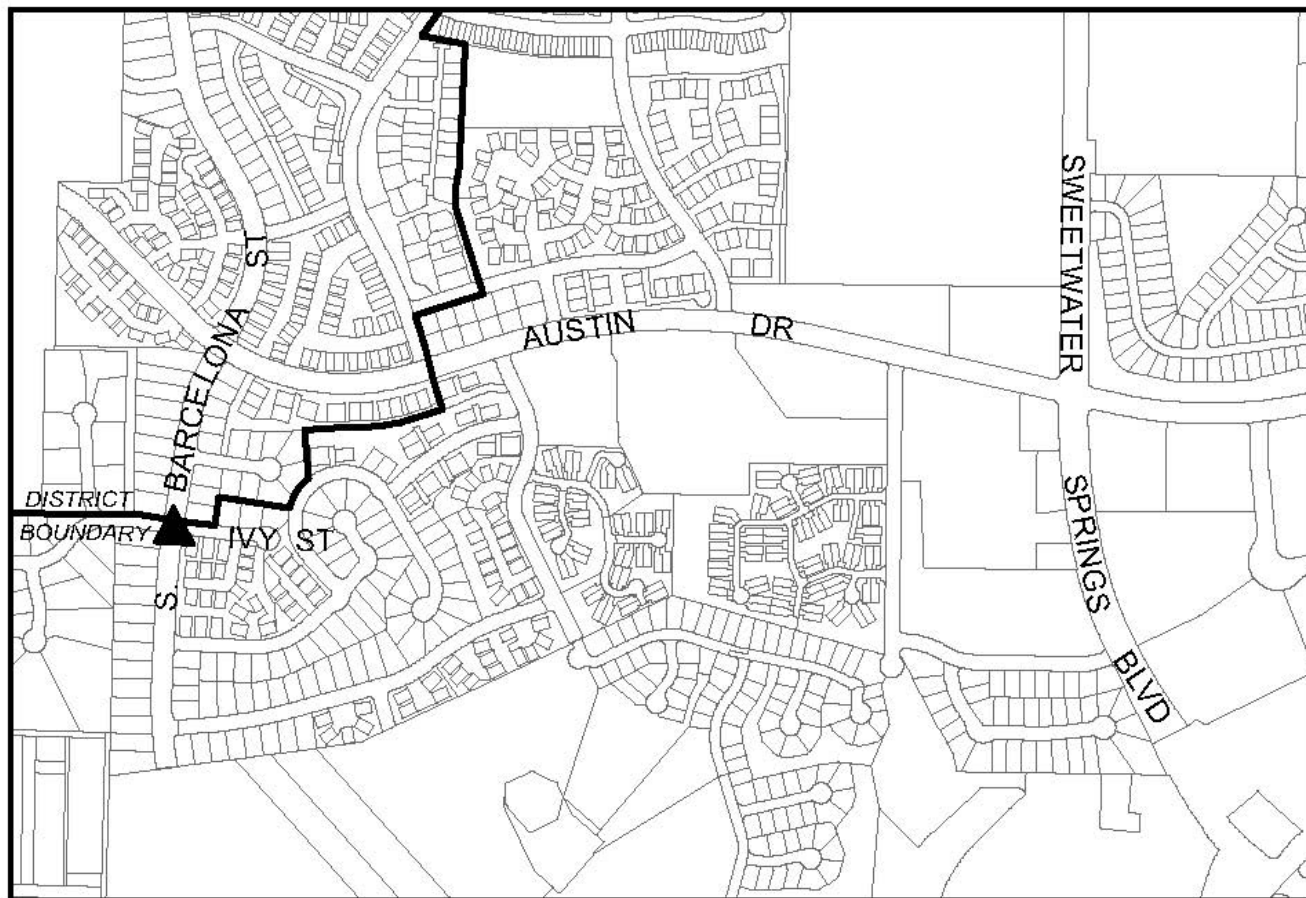 SWEETWATER
SPRINGS
BLVD
S.
BARCELONA
ST
AUSTIN
DR
DISTRICT
BOUNDARY
IVY ST